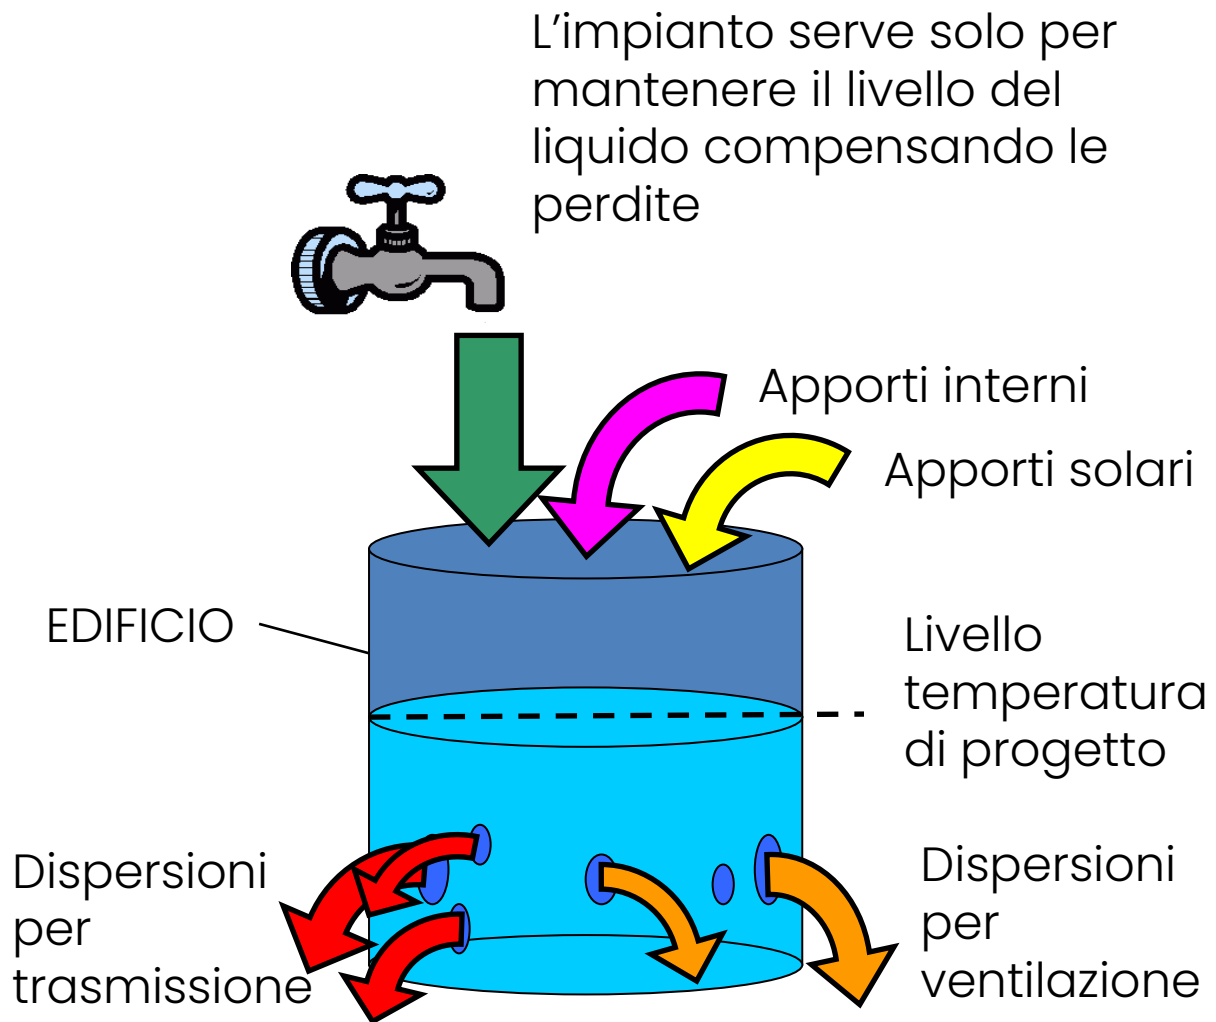 L’impianto serve solo per
mantenere il livello del
liquido compensando le
perdite
Apporti interni
Apporti solari
EDIFICIO
Livello
temperatura
di progetto
Dispersioni
per
trasmissione
Dispersioni
per
ventilazione